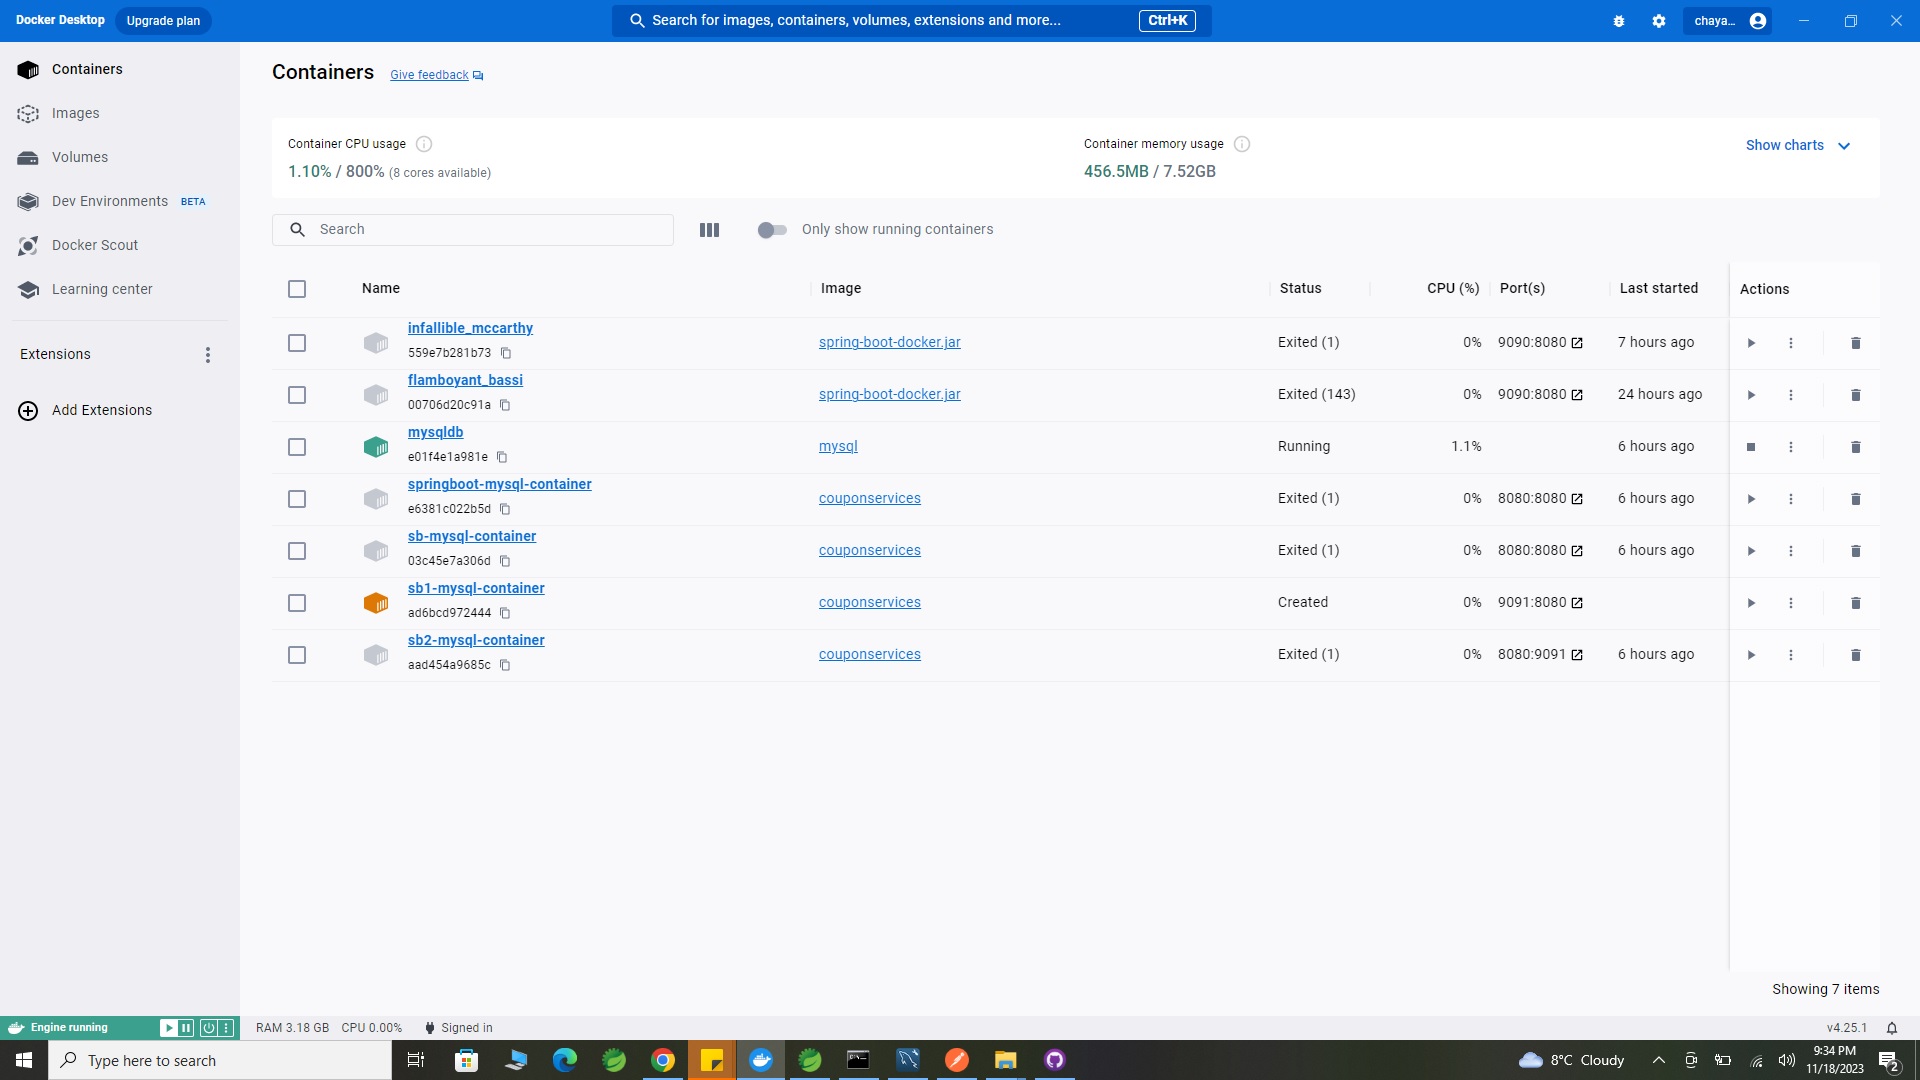 Docker Desktop Upgrade plan Search for images, containers, volumes, extensions and more... Ctrl+K chaya...
Containers
Images
Volumes
Dev Environments BETA
Docker Scout
Learning center
Extensions
Add Extensions
Containers Give feedback
Container CPU usage
1.10% / 800% (8 cores available)
Container memory usage
456.5MB / 7.52GB
Show charts
Search Only show running containers
Name Image Status CPU (%) Port(s) Last started Actions
infallible_mccarthy
559e7b281b73
spring-boot-docker.jar Exited (1) 0% 9090:8080 7 hours ago
flamboyant_bassi
00706d20c91a
spring-boot-docker.jar Exited (143) 0% 9090:8080 24 hours ago
mysqldb
e01f4e1a981e
mysql Running 1.1% 6 hours ago
springboot-mysql-container
e6381c022b5d
couponservices Exited (1) 0% 8080:8080 6 hours ago
sb-mysql-container
03c45e7a306d
couponservices Exited (1) 0% 8080:8080 6 hours ago
sb1-mysql-container
ad6bcd972444
couponservices Created 0% 9091:8080
sb2-mysql-container
aad454a9685c
couponservices Exited (1) 0% 8080:9091 6 hours ago
Showing 7 items
Engine running RAM 3.18 GB CPU 0.00% Signed in v4.25.1
Type here to search 8°C Cloudy 9:34 PM
11/18/2023
2